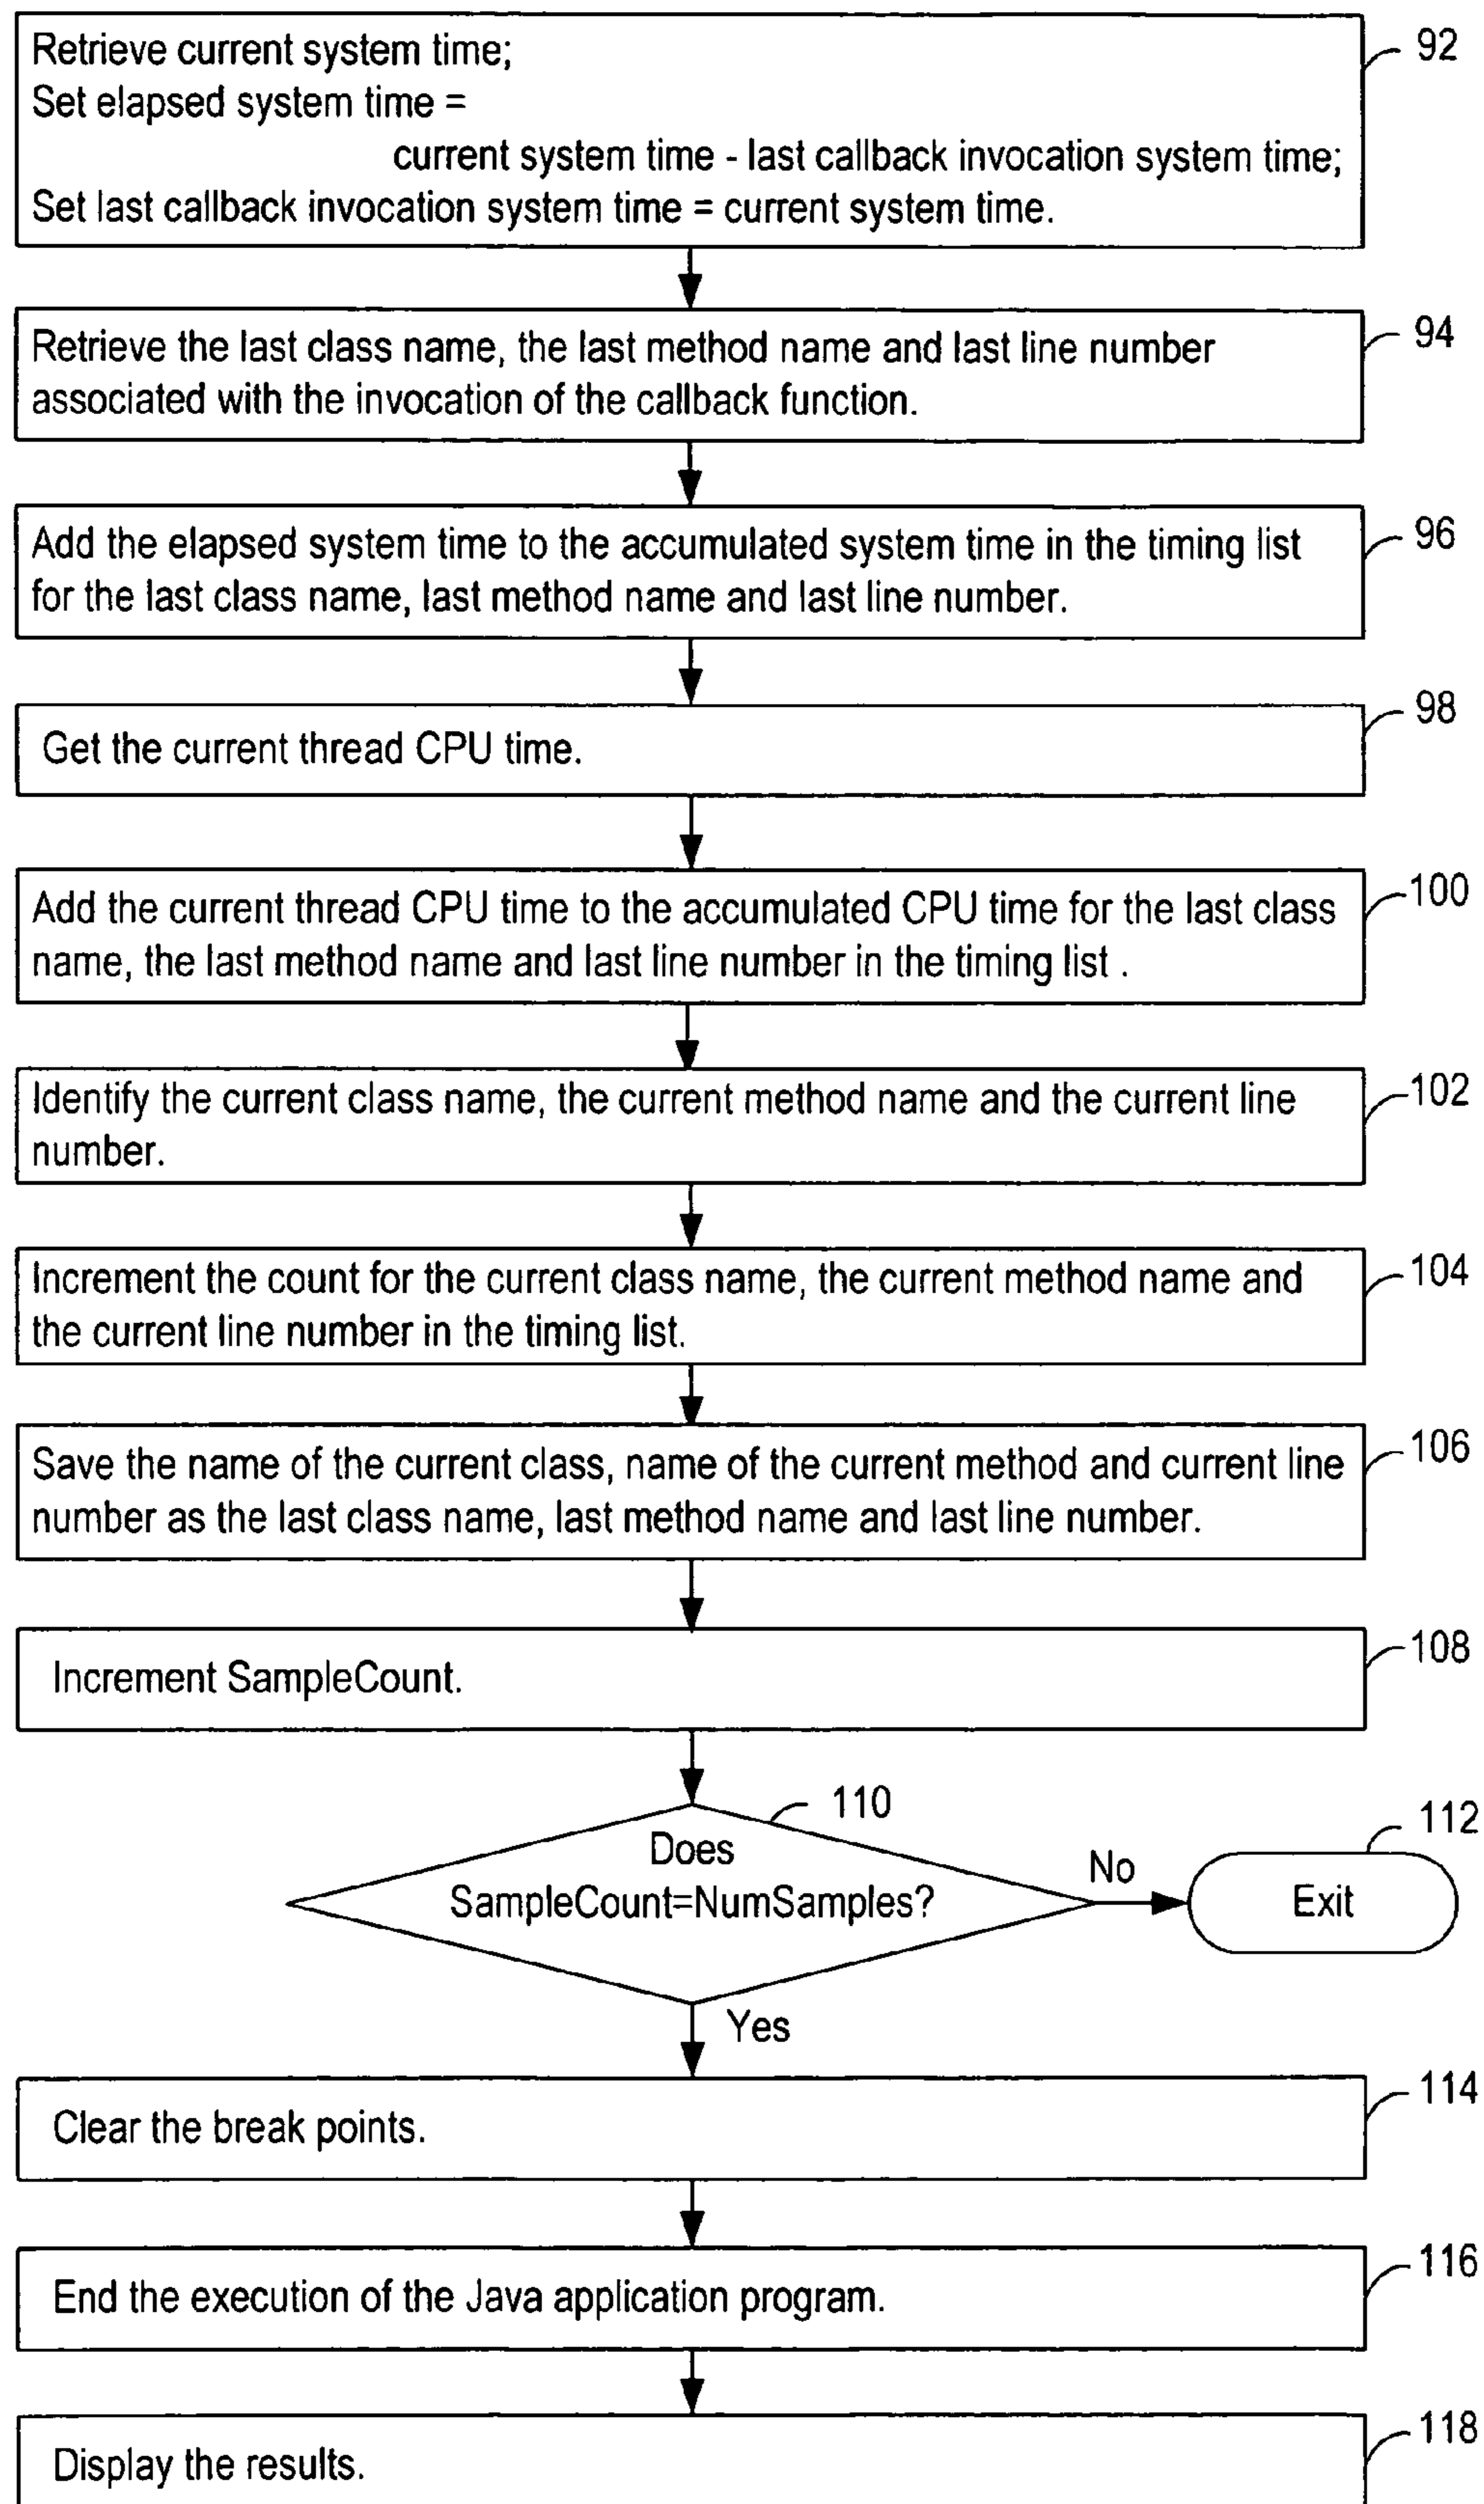 Retrieve current system time;
92
Set elapsed system time =
current system time - last callback invocation system time;
Set last callback invocation system time = current system time.
Retrieve the last class name, the last method name and last line number
94
associated with the invocation of the callback function.
Add the elapsed system time to the accumulated system time in the timing list
96
for the last class name, last method name and last line number.
98
Get the current thread CPU time.
100
Add the current thread CPU time to the accumulated CPU time for the last class
name, the last method name and last line number in the timing list .
102
Identify the current class name, the current method name and the current line
number.
104
Increment the count for the current class name, the current method name and
the current line number in the timing list.
106
Save the name of the current class, name of the current method and current line
number as the last class name, last method name and last line number.
108
Increment SampleCount.
110
112
Does
SampleCount=NumSamples?
No
Exit
Yes
114
Clear the break points.
116
End the execution of the Java application program.
118
Display the results.